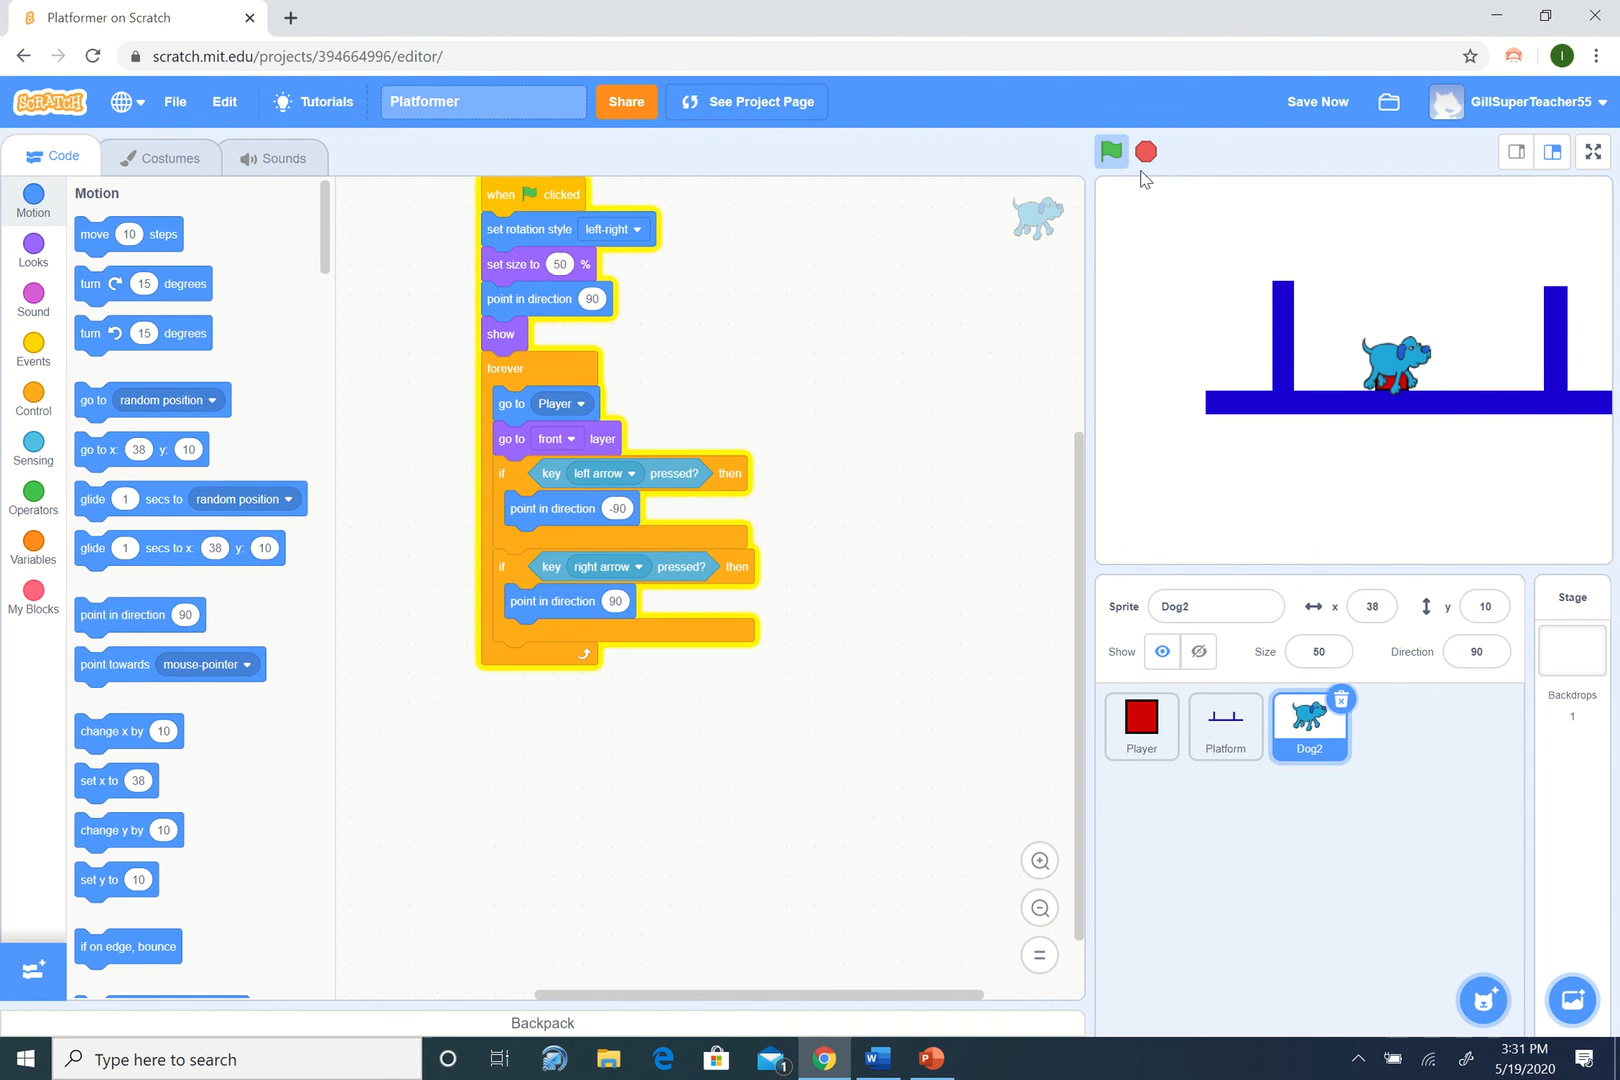 Platformer on Scratch
scratch.mit.edu/projects/394664996/editor/
I
SCRATCH
File
Edit
Tutorials
Platformer
Share
See Project Page
Save Now
GillSuperTeacher55
Code
Costumes
Sounds
Motion
Looks
Sound
Events
Control
Sensing
Operators
Variables
My Blocks
Motion
move 10 steps
turn 15 degrees
turn 15 degrees
go to random position
go to x: 38 y: 10
glide 1 secs to random position
glide 1 secs to x: 38 y: 10
point in direction 90
point towards mouse-pointer
change x by 10
set x to 38
change y by 10
set y to 10
if on edge, bounce
when clicked
set rotation style left-right
set size to 50 %
point in direction 90
show
forever
go to Player
go to front layer
if key left arrow pressed? then
point in direction -90
if key right arrow pressed? then
point in direction 90
Sprite Dog2 x 38 y 10
Show Size 50 Direction 90
Player
Platform
Dog2
Stage
Backdrops
1
Backpack
Type here to search
1
3:31 PM
5/19/2020